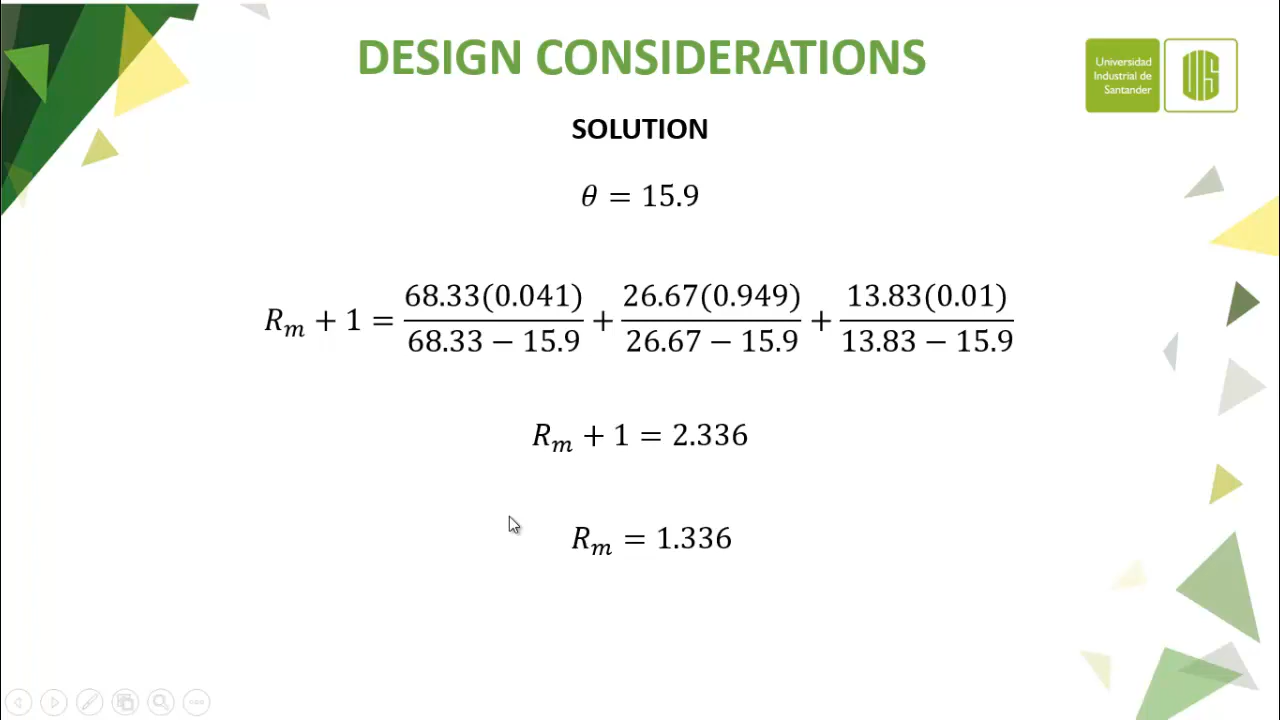 DESIGN CONSIDERATIONS
Universidad
Industrial de
Santander
UIS
SOLUTION
θ = 15.9
R_m + 1 = 68.33(0.041)/(68.33 − 15.9) + 26.67(0.949)/(26.67 − 15.9) + 13.83(0.01)/(13.83 − 15.9)
R_m + 1 = 2.336
R_m = 1.336